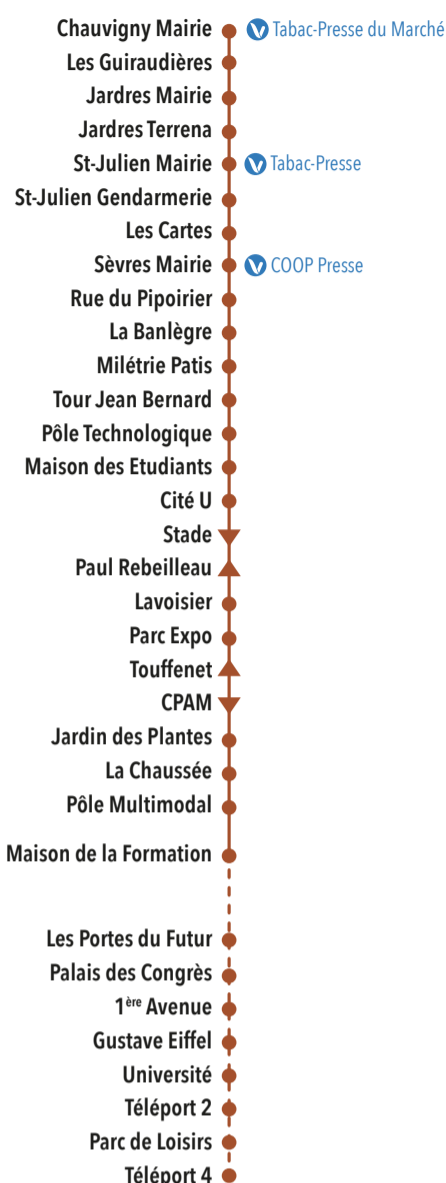 Chauvigny Mairie Tabac-Presse du Marché
Les Guiraudières
Jardres Mairie
Jardres Terrena
St-Julien Mairie Tabac-Presse
St-Julien Gendarmerie
Les Cartes
Sèvres Mairie COOP Presse
Rue du Pipoirier
La Banlègre
Milétrie Patis
Tour Jean Bernard
Pôle Technologique
Maison des Etudiants
Cité U
Stade
Paul Rebeilleau
Lavoisier
Parc Expo
Touffenet
CPAM
Jardin des Plantes
La Chaussée
Pôle Multimodal
Maison de la Formation
Les Portes du Futur
Palais des Congrès
1ère Avenue
Gustave Eiffel
Université
Téléport 2
Parc de Loisirs
Téléport 4